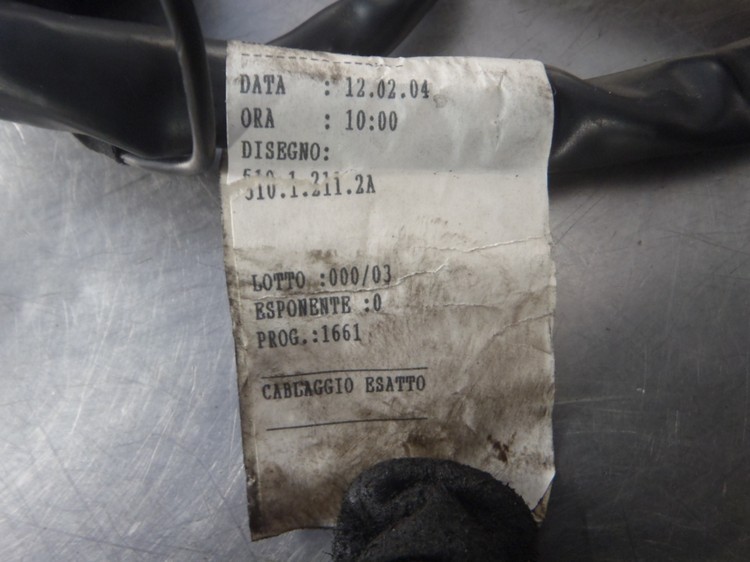 DATA : 12.02.04
ORA : 10:00
DISEGNO:
510.1.211.2A
LOTTO :000/03
ESPONENTE :0
PROG.:1661
CABLAGGIO ESATTO